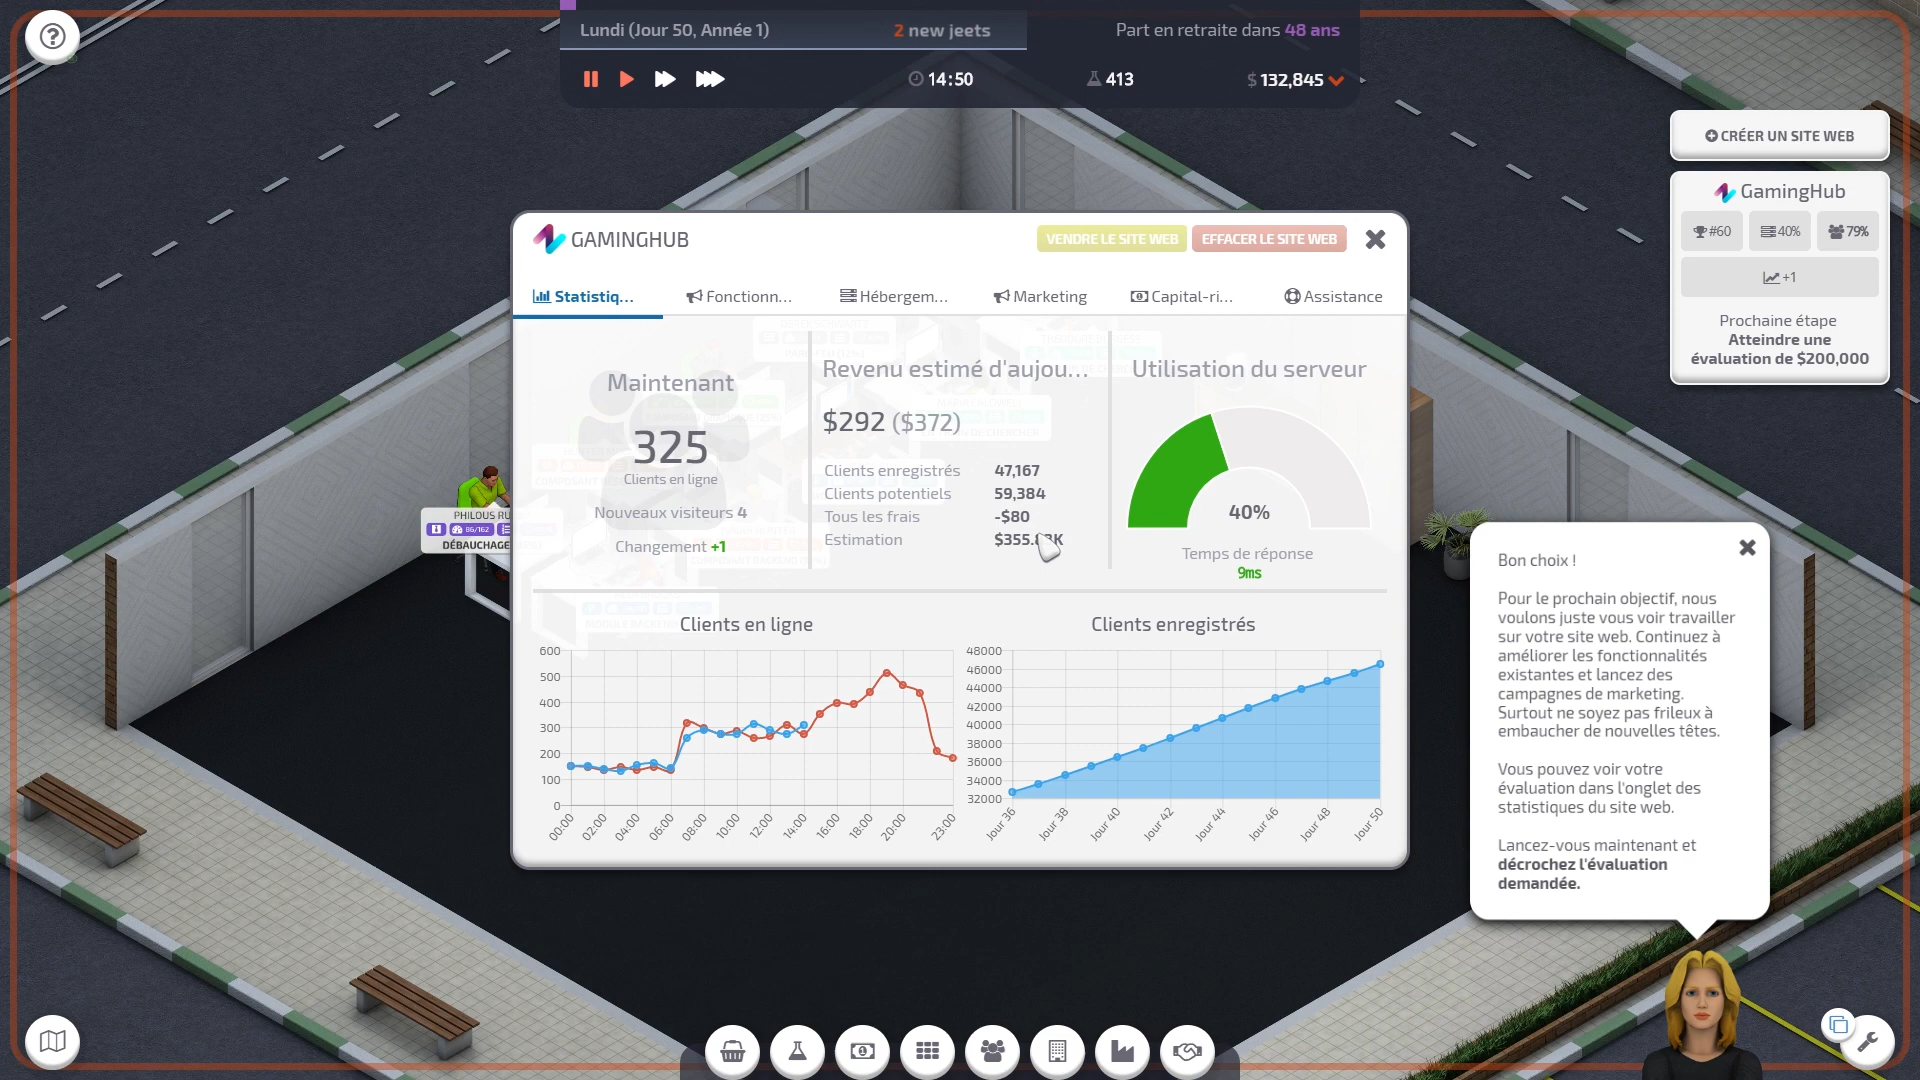 Lundi (Jour 50, Année 1)
2 new jeets
Part en retraite dans 48 ans
14:50
413
$ 132,845
CRÉER UN SITE WEB
GamingHub
#60
40%
79%
+1
Prochaine étape
Atteindre une
évaluation de $200,000
GAMINGHUB
VENDRE LE SITE WEB
EFFACER LE SITE WEB
Statistiq...
Fonctionn...
Hébergem...
Marketing
Capital-ri...
Assistance
Maintenant
325
Clients en ligne
Nouveaux visiteurs 4
Changement +1
Revenu estimé d'aujou...
$292 ($372)
Clients enregistrés 47,167
Clients potentiels 59,384
Tous les frais -$80
Estimation
Utilisation du serveur
40%
Temps de réponse
9ms
PHILOUS RU
86/162
DÉBAUCHAGE
Clients en ligne
600
500
400
300
200
100
0
00:00
02:00
04:00
06:00
08:00
10:00
12:00
14:00
16:00
18:00
20:00
23:00
Clients enregistrés
48000
46000
44000
42000
40000
38000
36000
34000
32000
Jour 36
Jour 38
Jour 40
Jour 42
Jour 44
Jour 46
Jour 48
Jour 50
Bon choix !
Pour le prochain objectif, nous
voulons juste vous voir travailler
sur votre site web. Continuez à
améliorer les fonctionnalités
existantes et lancez des
campagnes de marketing.
Surtout ne soyez pas frileux à
embaucher de nouvelles têtes.
Vous pouvez voir votre
évaluation dans l'onglet des
statistiques du site web.
Lancez-vous maintenant et
décrochez l'évaluation
demandée.